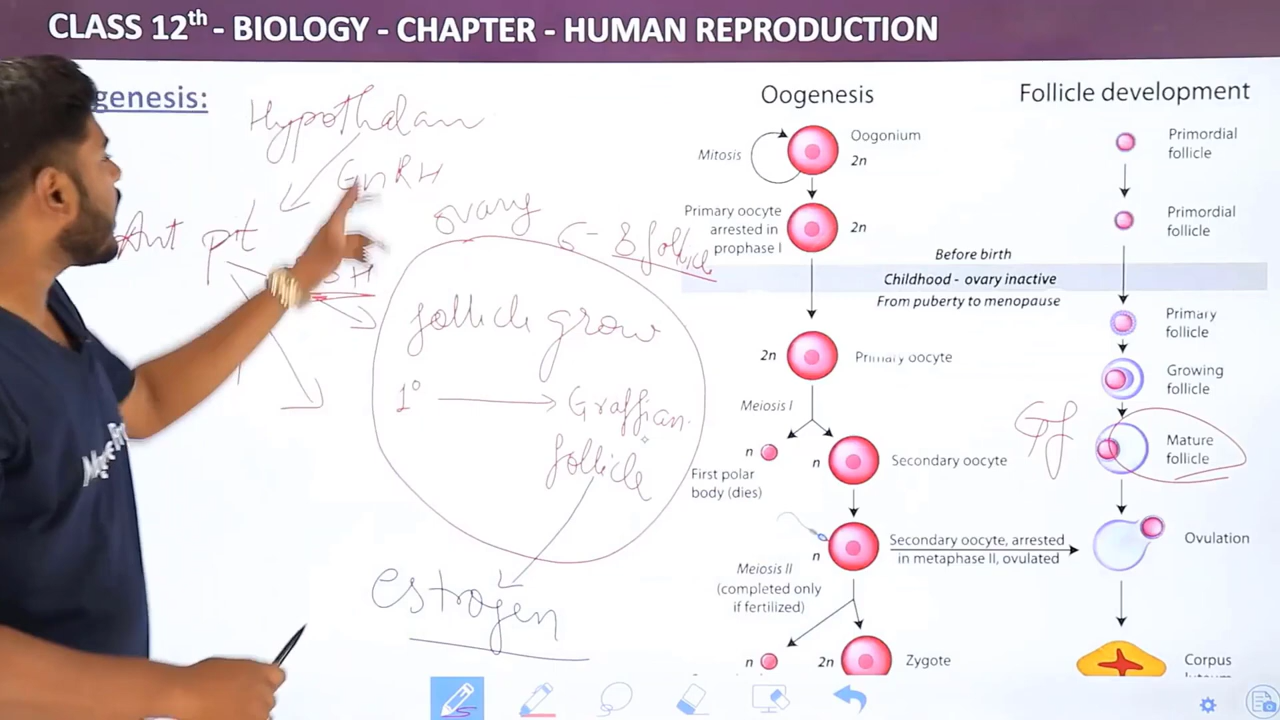 CLASS 12th - BIOLOGY - CHAPTER - HUMAN REPRODUCTION
genesis:
Hypothalam
GnRH
Ant pt
ovary
6 - 8 follicle
follicle grow
1° Graffian
follicle
estrogen
Oogenesis
Mitosis
Oogonium
2n
Primary oocyte
arrested in
prophase I
2n
Before birth
Childhood - ovary inactive
From puberty to menopause
2n
Primary oocyte
Meiosis I
n
n
First polar
body (dies)
Secondary oocyte
n
Secondary oocyte, arrested
in metaphase II, ovulated
Meiosis II
(completed only
if fertilized)
n
2n
Zygote
Follicle development
Primordial
follicle
Primordial
follicle
Primary
follicle
Growing
follicle
Gf
Mature
follicle
Ovulation
Corpus
luteum